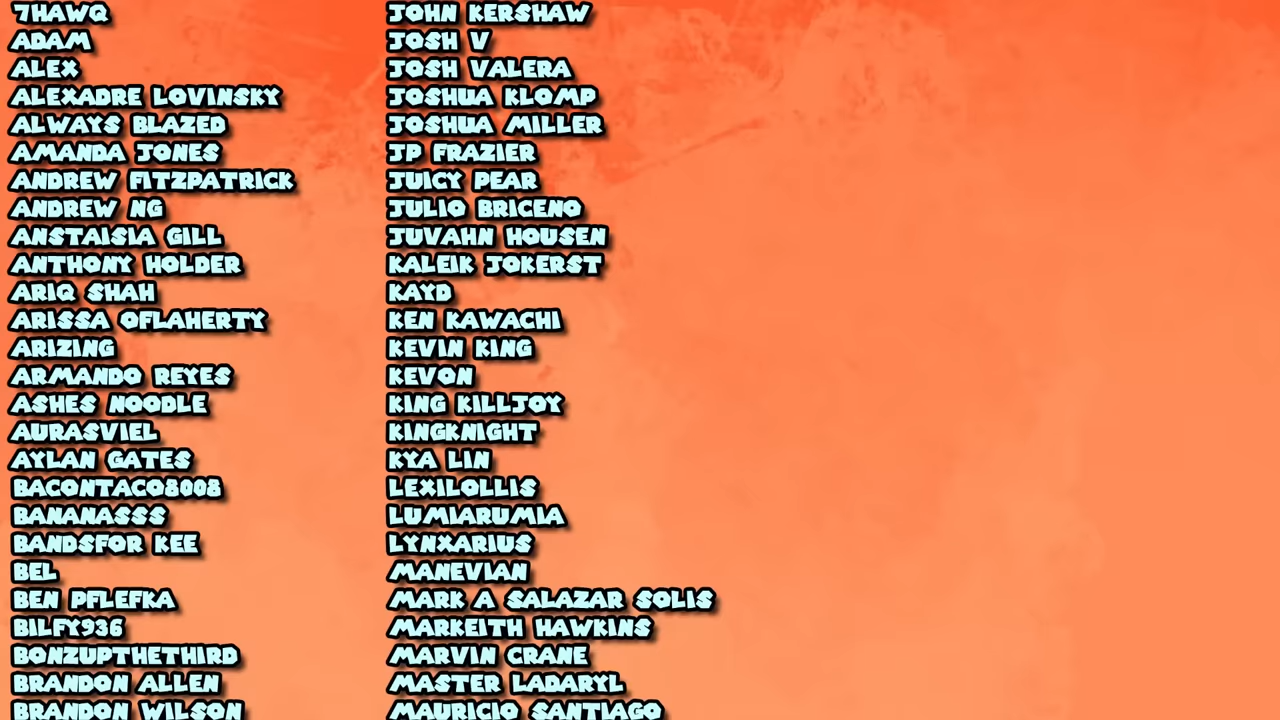 7HAWQ
ADAM
ALEX
ALEXADRE LOVINSKY
ALWAYS BLAZED
AMANDA JONES
ANDREW FITZPATRICK
ANDREW NG
ANSTAISIA GILL
ANTHONY HOLDER
ARIQ SHAH
ARISSA OFLAHERTY
ARIZING
ARMANDO REYES
ASHES NOODLE
AURASVIEL
AYLAN GATES
BACONTACO8008
BANANASSS
BANDSFOR KEE
BEL
BEN PFLEFKA
BILFY936
BONZUPTHETHIRD
BRANDON ALLEN
BRANDON WILSON
JOHN KERSHAW
JOSH V
JOSH VALERA
JOSHUA KLOMP
JOSHUA MILLER
JP FRAZIER
JUICY PEAR
JULIO BRICENO
JUVAHN HOUSEN
KALEIK JOKERST
KAYD
KEN KAWACHI
KEVIN KING
KEVON
KING KILLJOY
KINGKNIGHT
KYA LIN
LEXILOLLIS
LUMIARUMIA
LYNXARIUS
MANEVIAN
MARK A SALAZAR SOLIS
MARKEITH HAWKINS
MARVIN CRANE
MASTER LADARYL
MAURICIO SANTIAGO